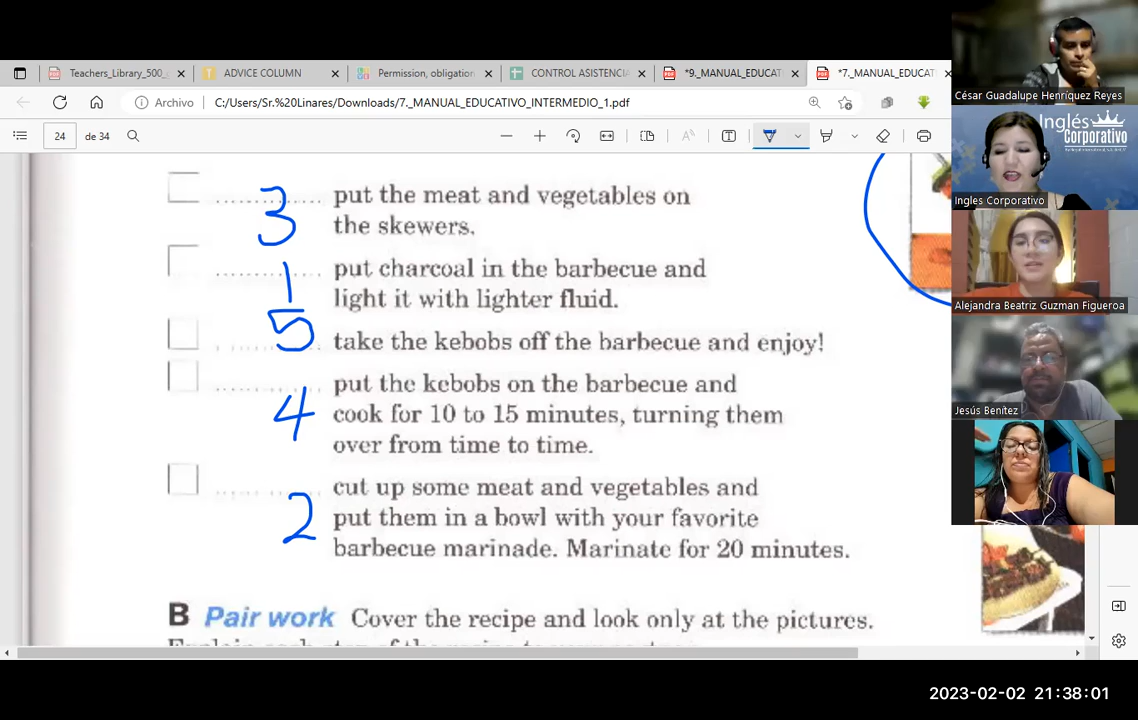 Teachers_Library_500_
ADVICE COLUMN
Permission, obligation
CONTROL ASISTENCIA
*9._MANUAL_EDUCAT
*7._MANUAL_EDUCAT
Archivo
C:/Users/Sr.%20Linares/Downloads/7._MANUAL_EDUCATIVO_INTERMEDIO_1.pdf
24
de 34
3
put the meat and vegetables on
the skewers.
1
put charcoal in the barbecue and
light it with lighter fluid.
5
take the kebobs off the barbecue and enjoy!
4
put the kebobs on the barbecue and
cook for 10 to 15 minutes, turning them
over from time to time.
2
cut up some meat and vegetables and
put them in a bowl with your favorite
barbecue marinade. Marinate for 20 minutes.
B Pair work Cover the recipe and look only at the pictures.
César Guadalupe Henríquez Reyes
Inglés
Corporativo
Ingles Corporativo
Alejandra Beatriz Guzman Figueroa
Jesús Benítez
2023-02-02 21:38:01